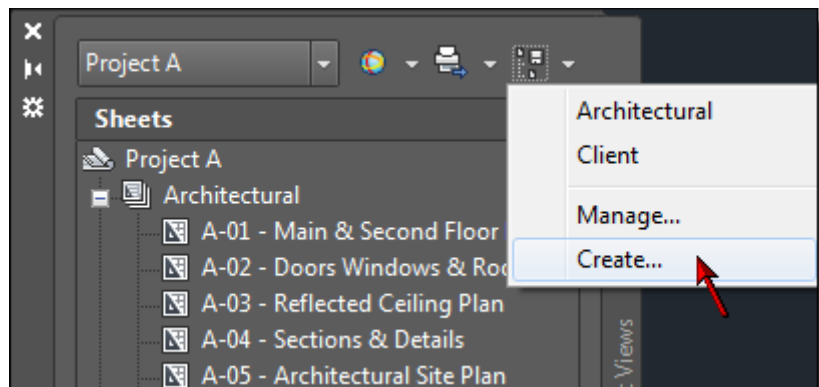 Project A
Sheets
Project A
Architectural
A-01 - Main & Second Floor
A-02 - Doors Windows &
A-03 - Reflected Ceiling Plan
A-04 - Sections & Details
A-05 - Architectural Site Plan
Architectural
Client
Manage...
Create...
Views